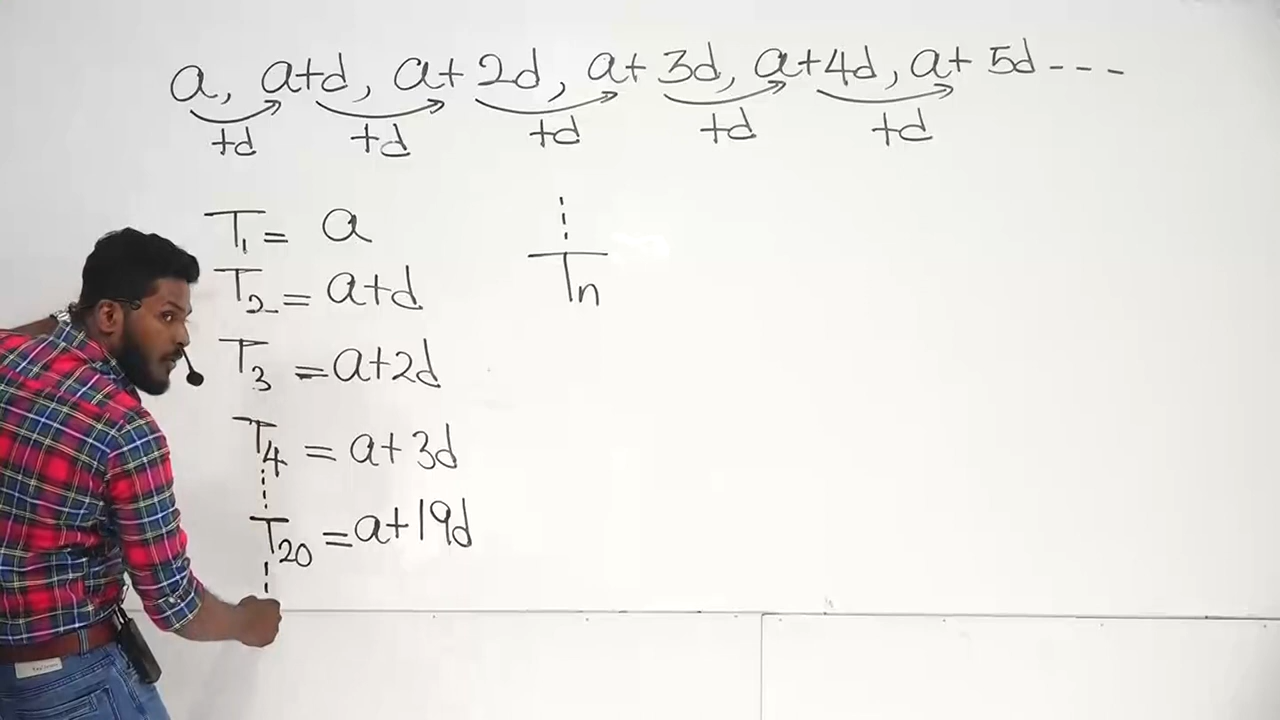 a, a+d, a+2d, a+3d, a+4d, a+5d---
+d +d +d +d +d
T₁ = a
T₂ = a+d
T₃ = a+2d
T₄ = a+3d
T₂₀ = a+19d
Tn